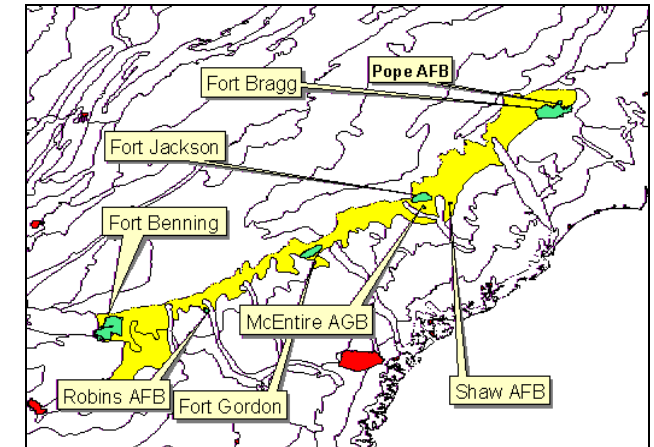 Pope AFB
Fort Bragg
Fort Jackson
Fort Benning
McEntire AGB
Robins AFB
Fort Gordon
Shaw AFB